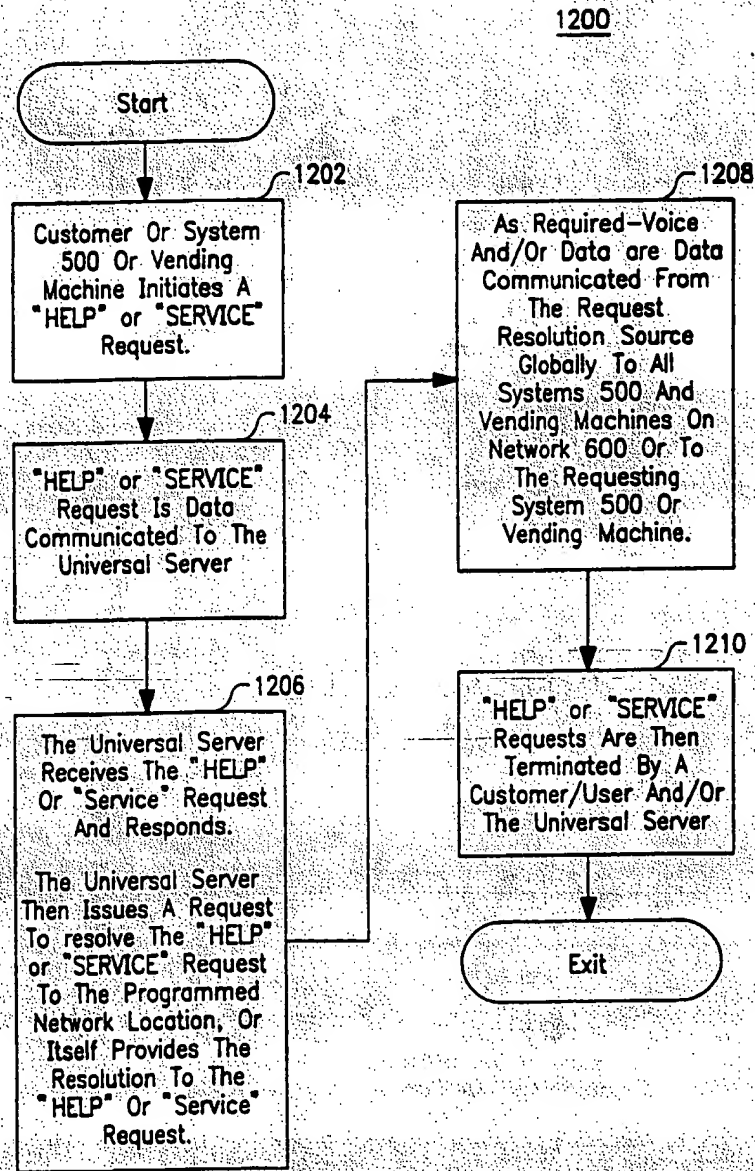 1200
Start
1202
Customer Or System
500 Or Vending
Machine Initiates A
"HELP" or "SERVICE"
Request.
1204
"HELP" or "SERVICE"
Request Is Data
Communicated To The
Universal Server
1206
The Universal Server
Receives The "HELP"
Or "Service" Request
And Responds.
The Universal Server
Then Issues A Request
To resolve The "HELP"
or "SERVICE" Request
To The Programmed
Network Location, Or
Itself Provides The
Resolution To The
"HELP" Or "Service"
Request.
1208
As Required-Voice
And/Or Data are Data
Communicated From
The Request
Resolution Source
Globally To All
Systems 500 And
Vending Machines On
Network 600 Or To
The Requesting
System 500 Or
Vending Machine.
1210
"HELP" or "SERVICE"
Requests Are Then
Terminated By A
Customer/User And/Or
The Universal Server
Exit